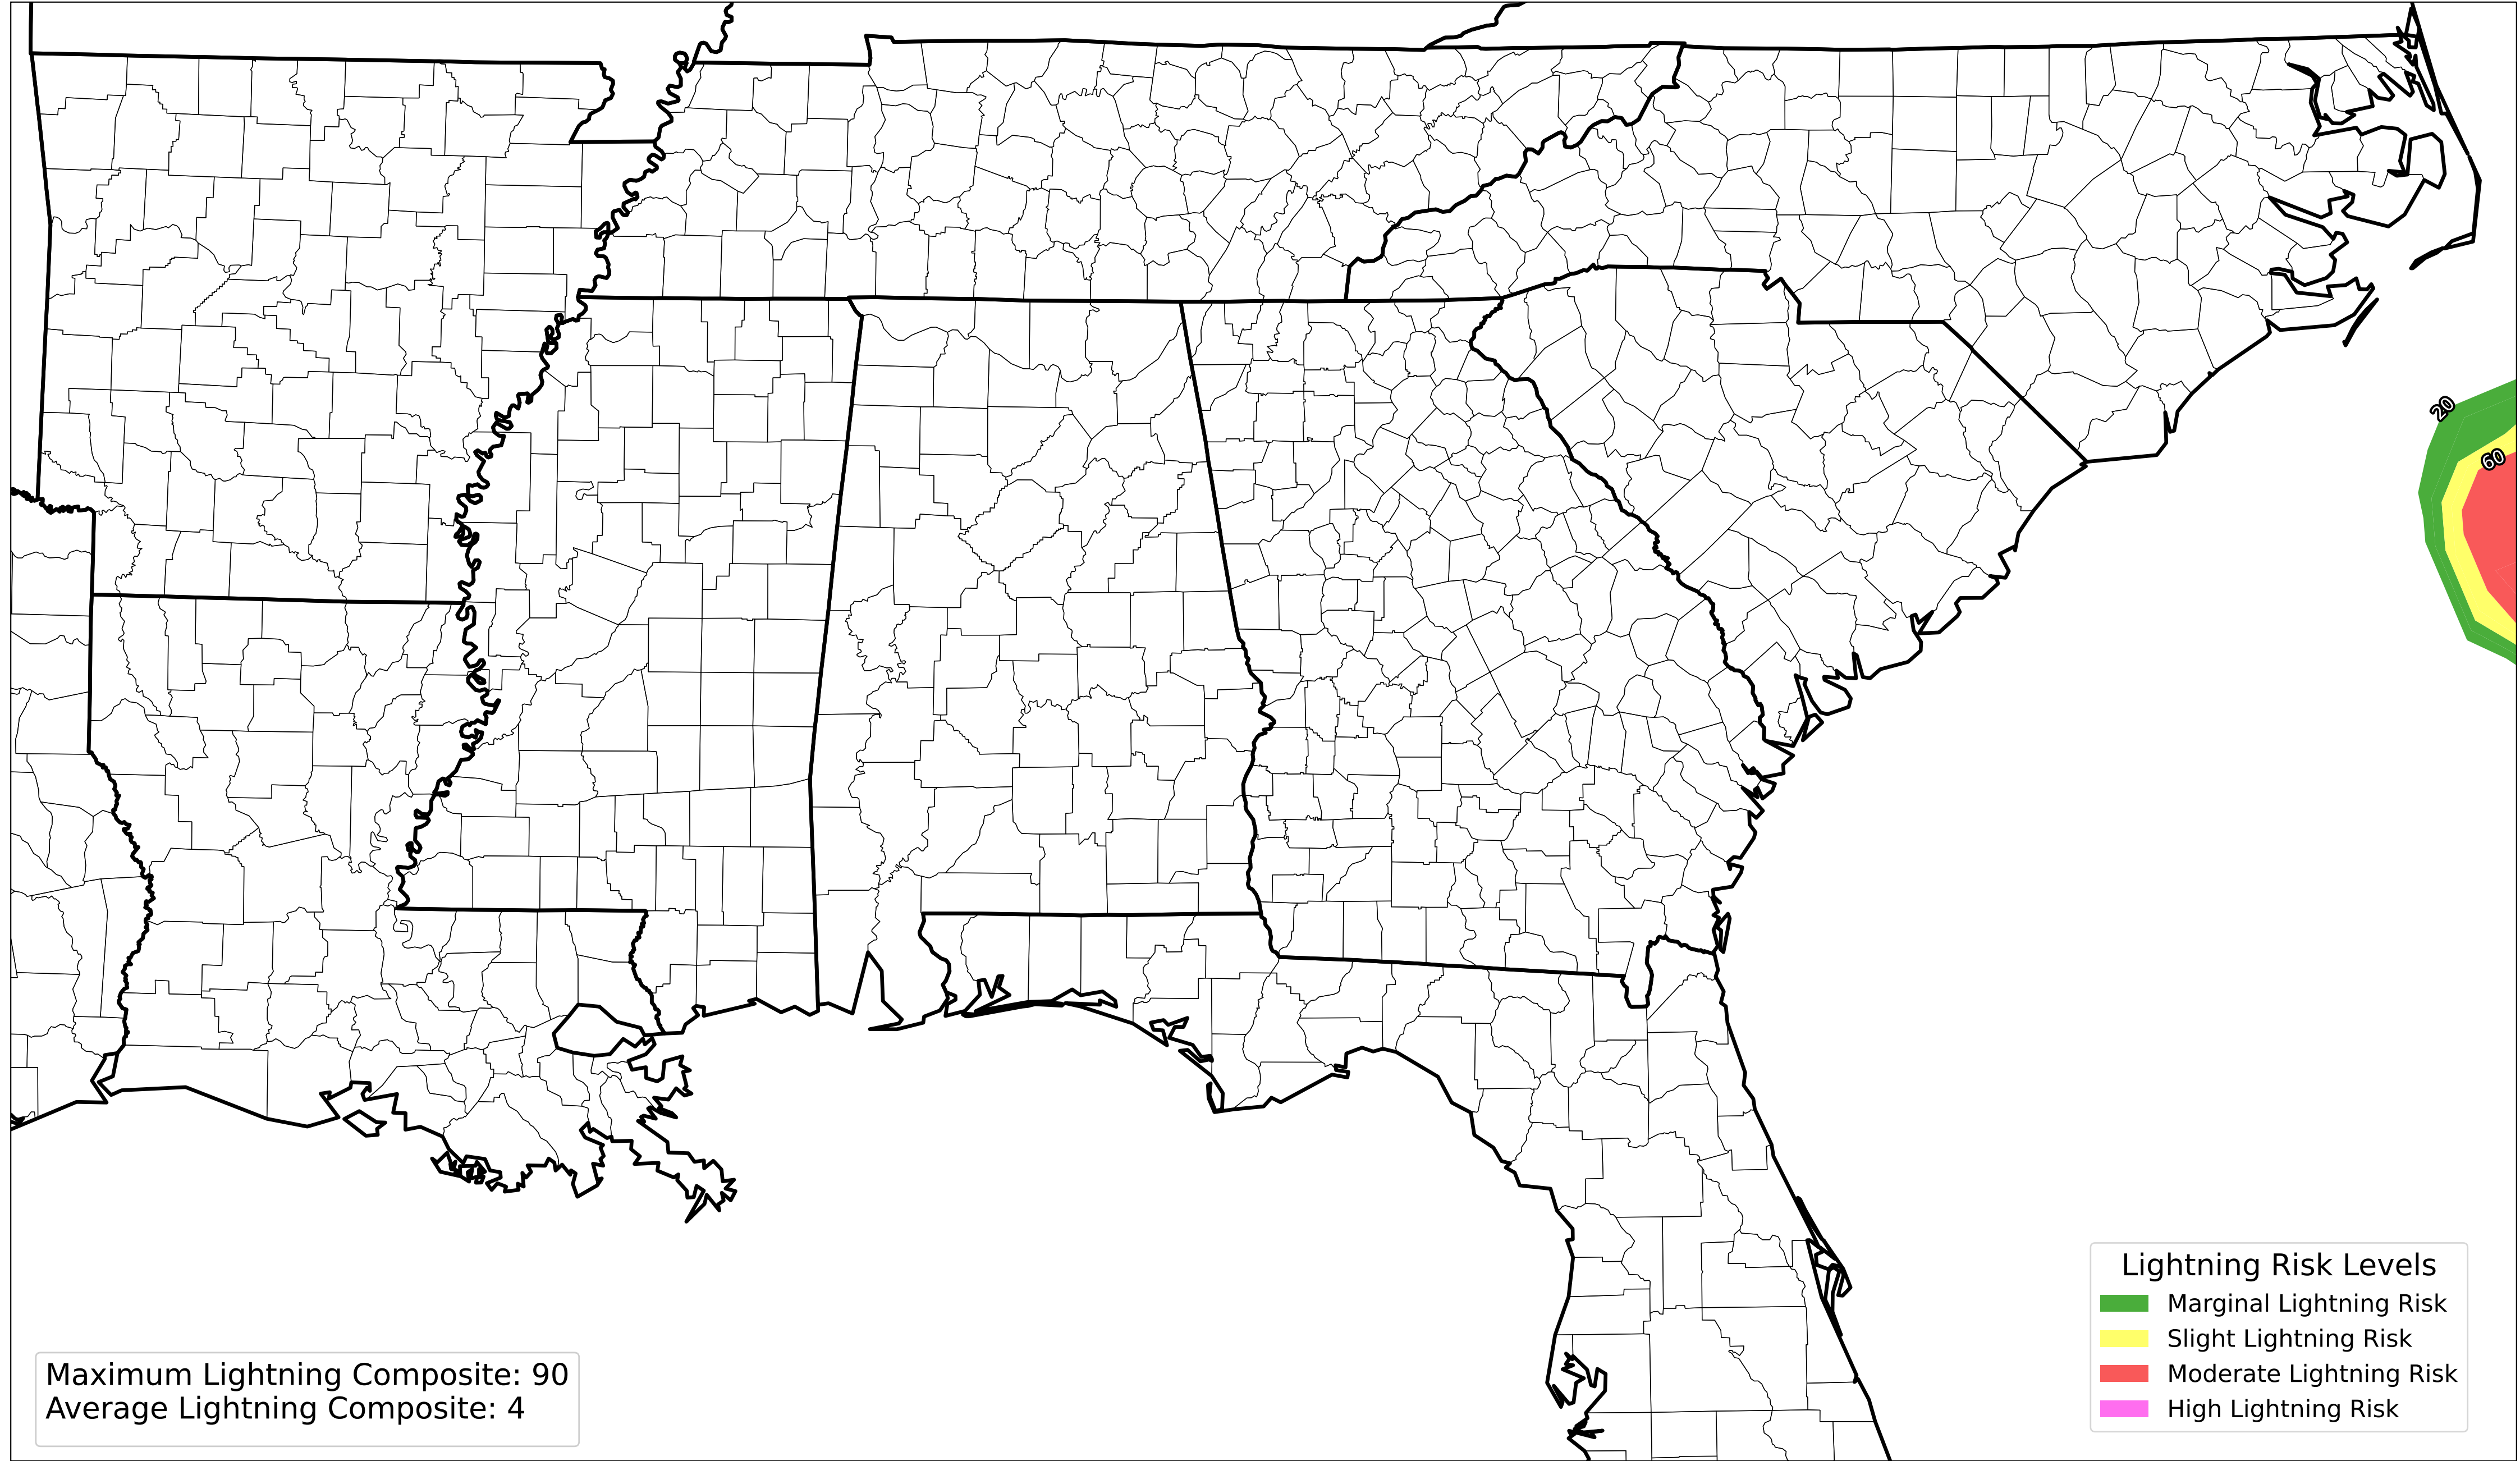 20
60
Lightning Risk Levels
Marginal Lightning Risk
Slight Lightning Risk
Moderate Lightning Risk
High Lightning Risk
Maximum Lightning Composite: 90
Average Lightning Composite: 4